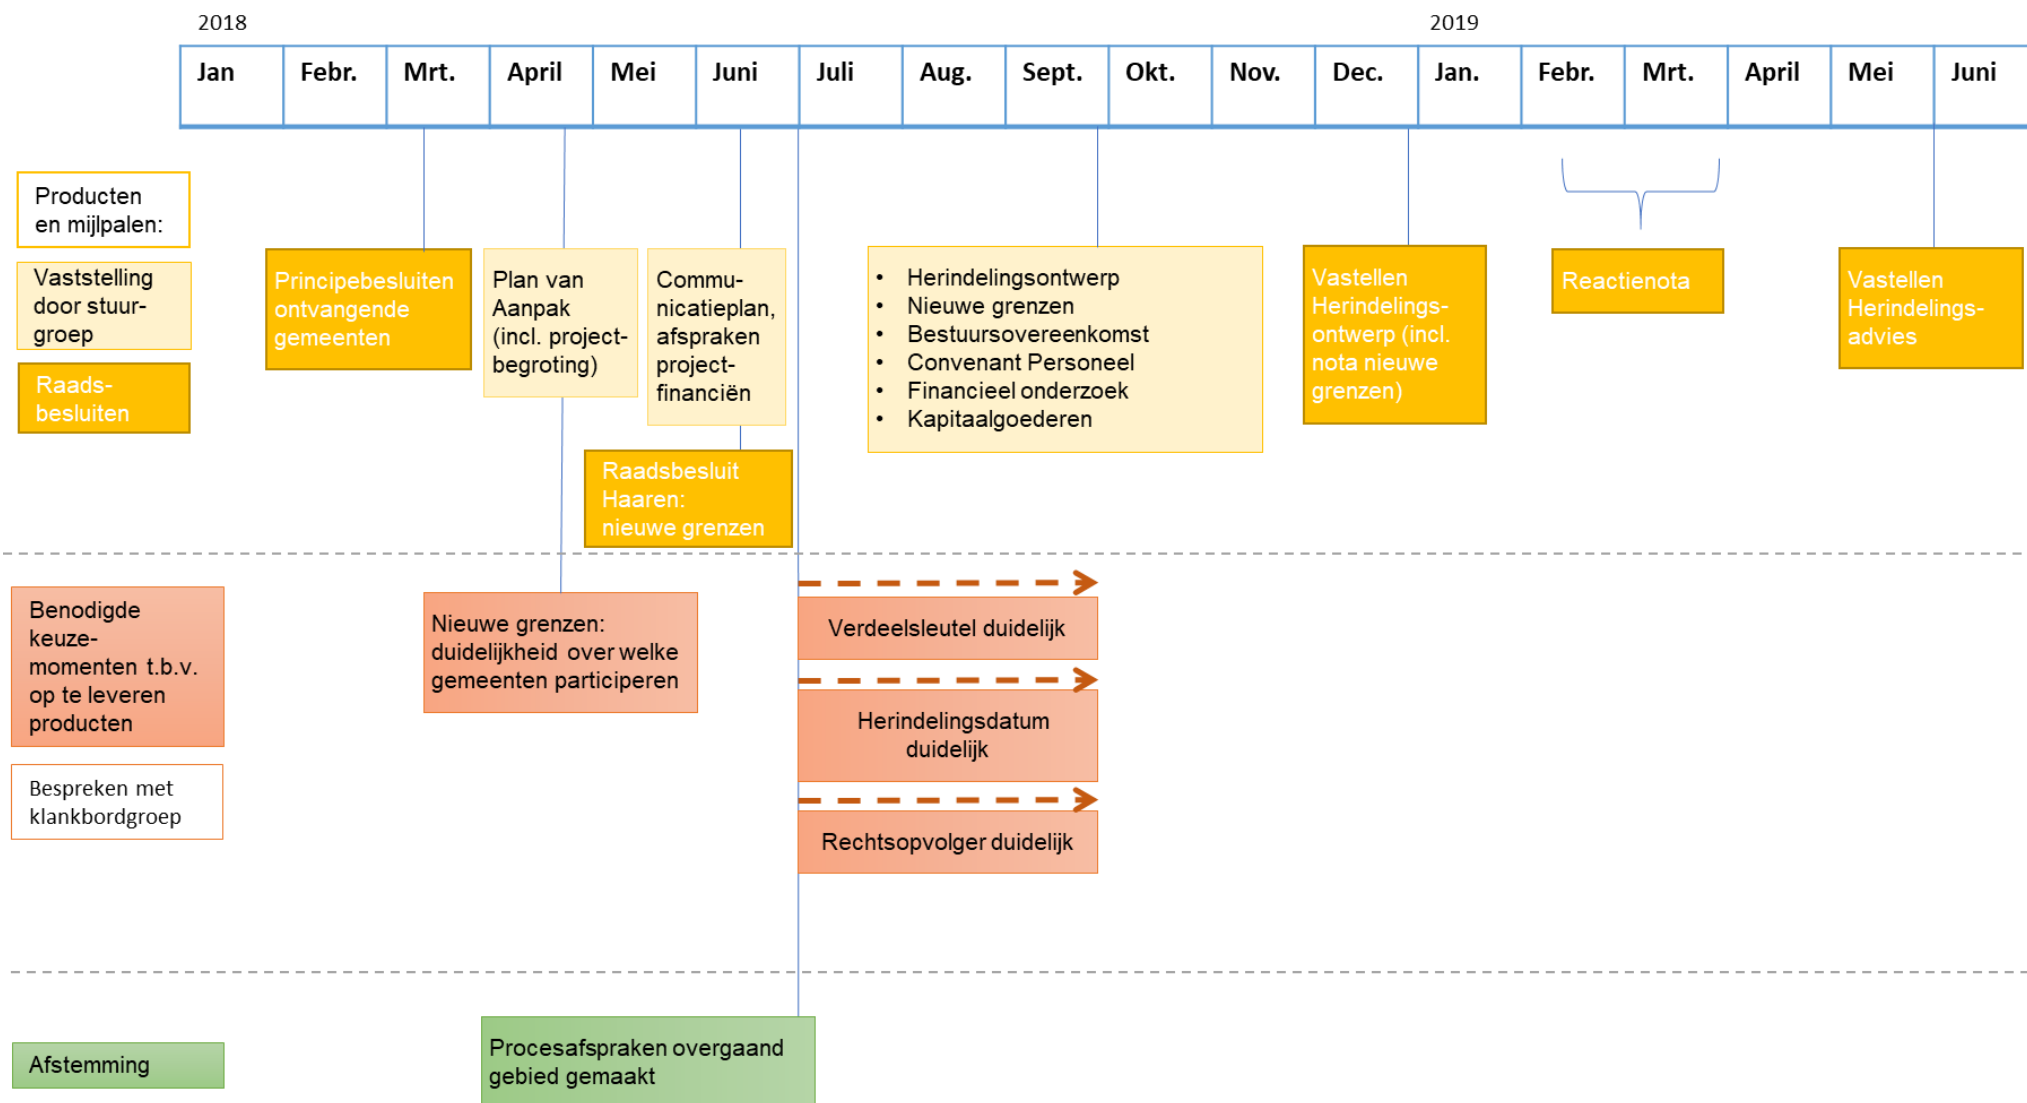 2018
2019
Jan
Febr.
Mrt.
April
Mei
Juni
Juli
Aug.
Sept.
Okt.
Nov.
Dec.
Jan.
Febr.
Mrt.
April
Mei
Juni
Producten
en mijlpalen:
Vaststelling
door stuur-
groep
Raads-
besluiten
Principebesluiten
ontvangende
gemeenten
Plan van
Aanpak
(incl. project-
begroting)
Commu-
nicatieplan,
afspraken
project-
financiën
Raadsbesluit
Haaren:
nieuwe grenzen
• Herindelingsontwerp
• Nieuwe grenzen
• Bestuursovereenkomst
• Convenant Personeel
• Financieel onderzoek
• Kapitaalgoederen
Vastellen
Herindelings-
ontwerp (incl.
nota nieuwe
grenzen)
Reactienota
Vastellen
Herindelings-
advies
Benodigde
keuze-
momenten t.b.v.
op te leveren
producten
Bespreken met
klankbordgroep
Nieuwe grenzen:
duidelijkheid over welke
gemeenten participeren
Verdeelsleutel duidelijk
Herindelingsdatum
duidelijk
Rechtsopvolger duidelijk
Afstemming
Procesafspraken overgaand
gebied gemaakt